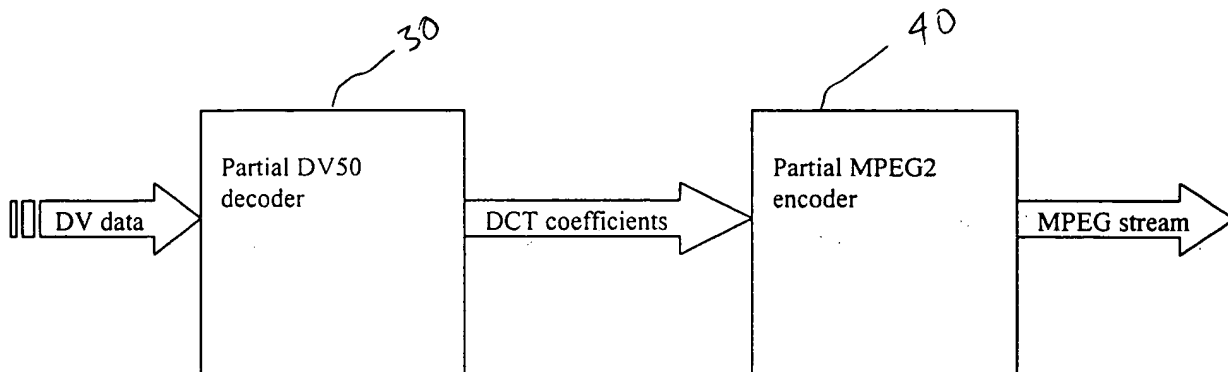 30
40
Partial DV50
decoder
Partial MPEG2
encoder
DV data
DCT coefficients
MPEG stream